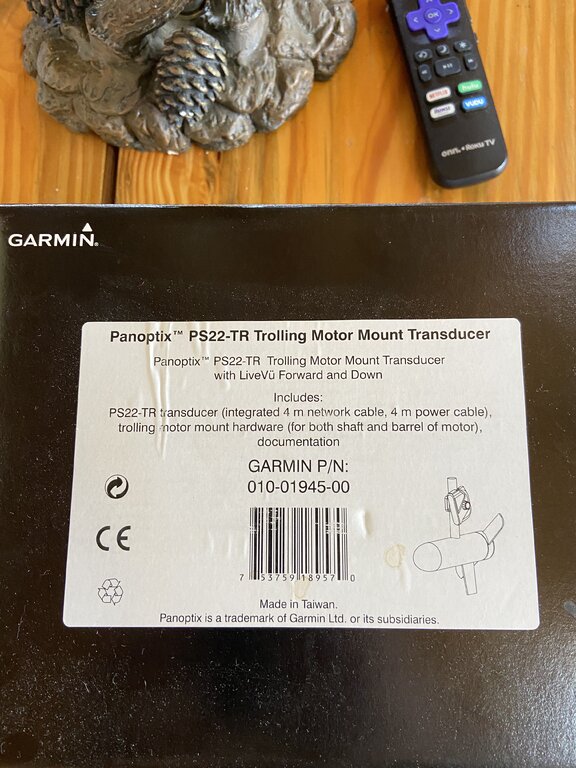 OK
NETFLIX
hulu
Roku
VUDU
onn. • Roku TV
GARMIN®
Panoptix™ PS22-TR Trolling Motor Mount Transducer
Panoptix™ PS22-TR Trolling Motor Mount Transducer
with LiveVü Forward and Down
Includes:
PS22-TR transducer (integrated 4 m network cable, 4 m power cable),
trolling motor mount hardware (for both shaft and barrel of motor),
documentation
GARMIN P/N:
010-01945-00
CE
7 53759 18957 0
Made in Taiwan.
Panoptix is a trademark of Garmin Ltd. or its subsidiaries.